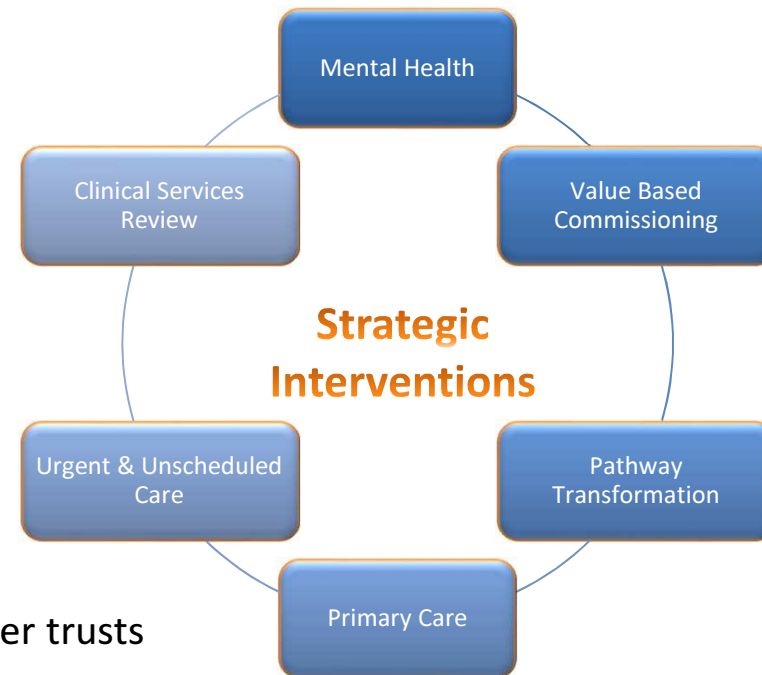 Mental Health
Clinical Services
Review
Value Based
Commissioning
Strategic
Interventions
Urgent & Unscheduled
Care
Pathway
Transformation
Primary Care
er trusts